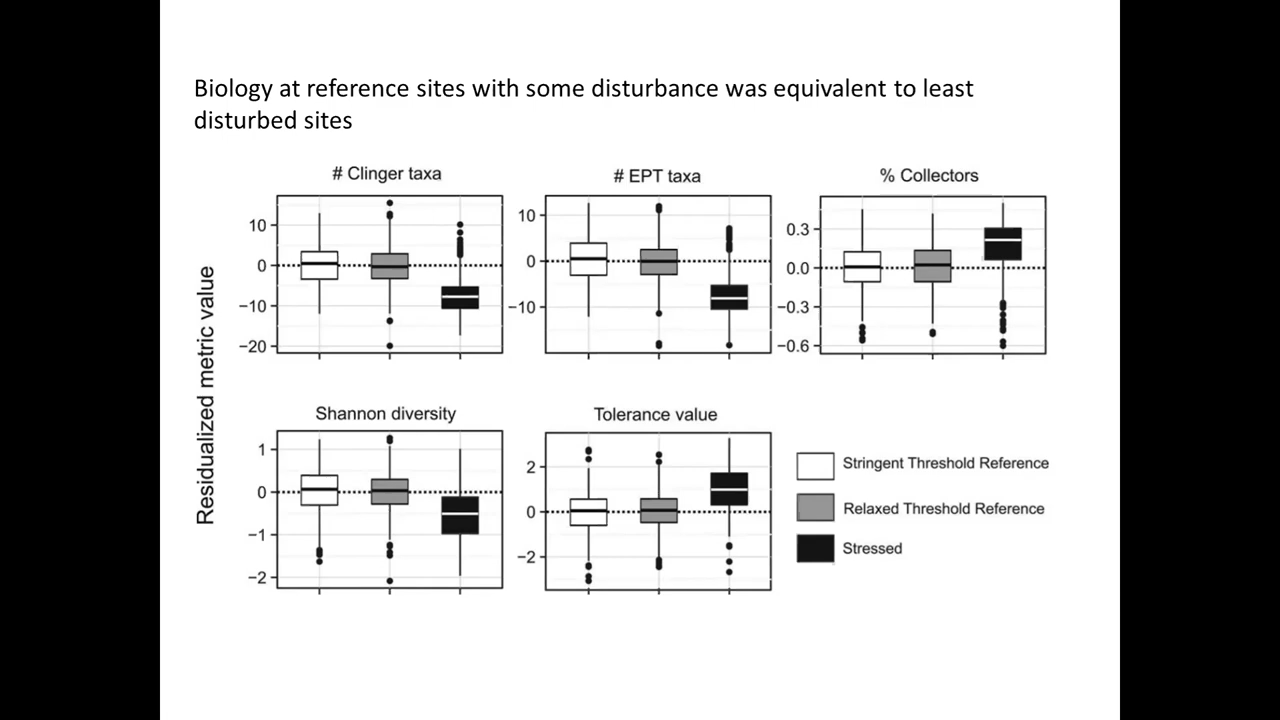 Biology at reference sites with some disturbance was equivalent to least
disturbed sites
Residualized metric value
# Clinger taxa
10
0
−10
−20
# EPT taxa
10
0
−10
% Collectors
0.3
0.0
−0.3
−0.6
Shannon diversity
1
0
−1
−2
Tolerance value
2
0
−2
Stringent Threshold Reference
Relaxed Threshold Reference
Stressed